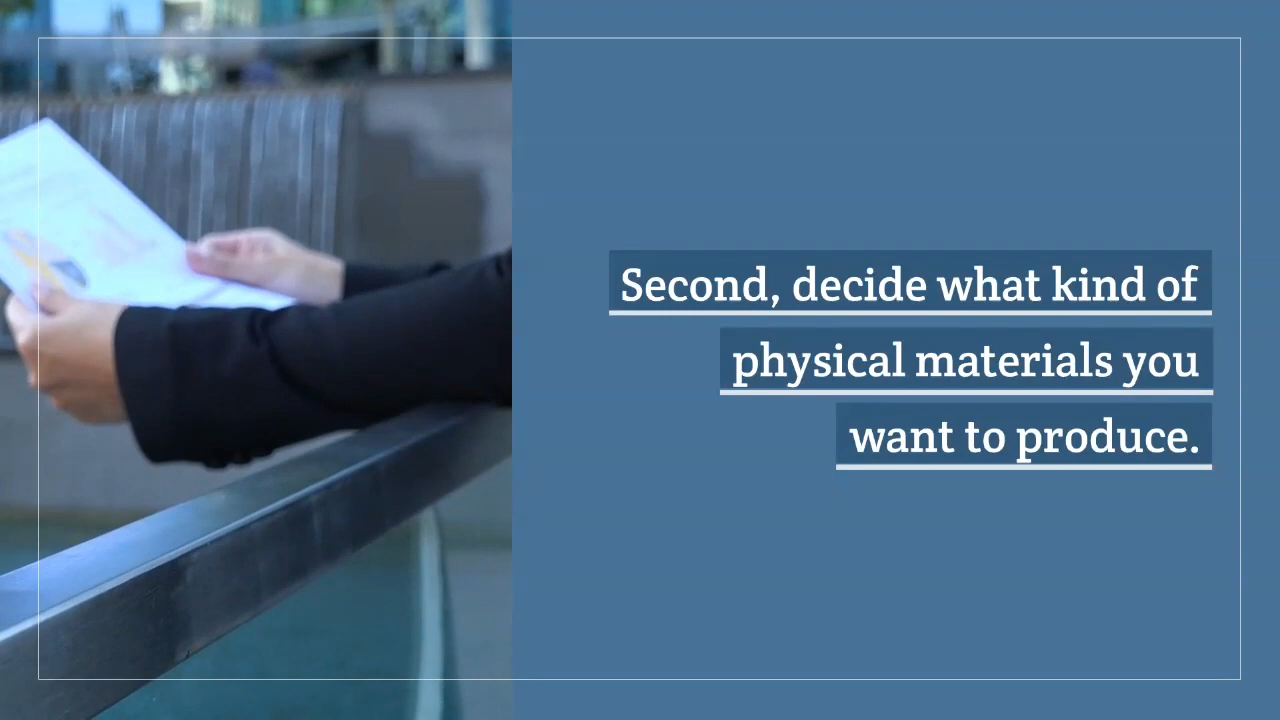 Second, decide what kind of
physical materials you
want to produce.